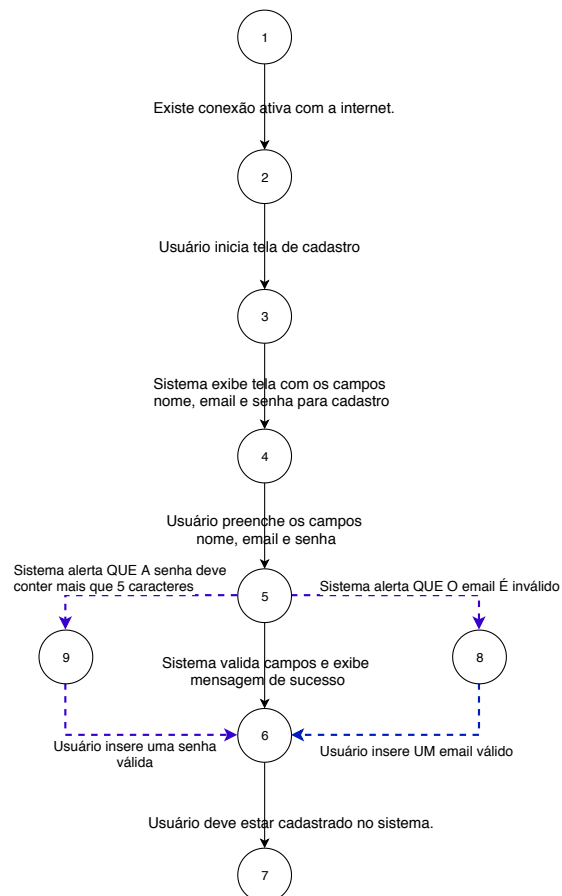 1
Existe conexão ativa com a internet.
2
Usuário inicia tela de cadastro
3
Sistema exibe tela com os campos
nome, email e senha para cadastro
4
Usuário preenche os campos
nome, email e senha
Sistema alerta QUE A senha deve
conter mais que 5 caracteres
5
Sistema alerta QUE O email É inválido
9
Sistema valida campos e exibe
mensagem de sucesso
8
6
Usuário insere uma senha
válida
Usuário insere UM email válido
Usuário deve estar cadastrado no sistema.
7